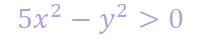 5x² − y² > 0